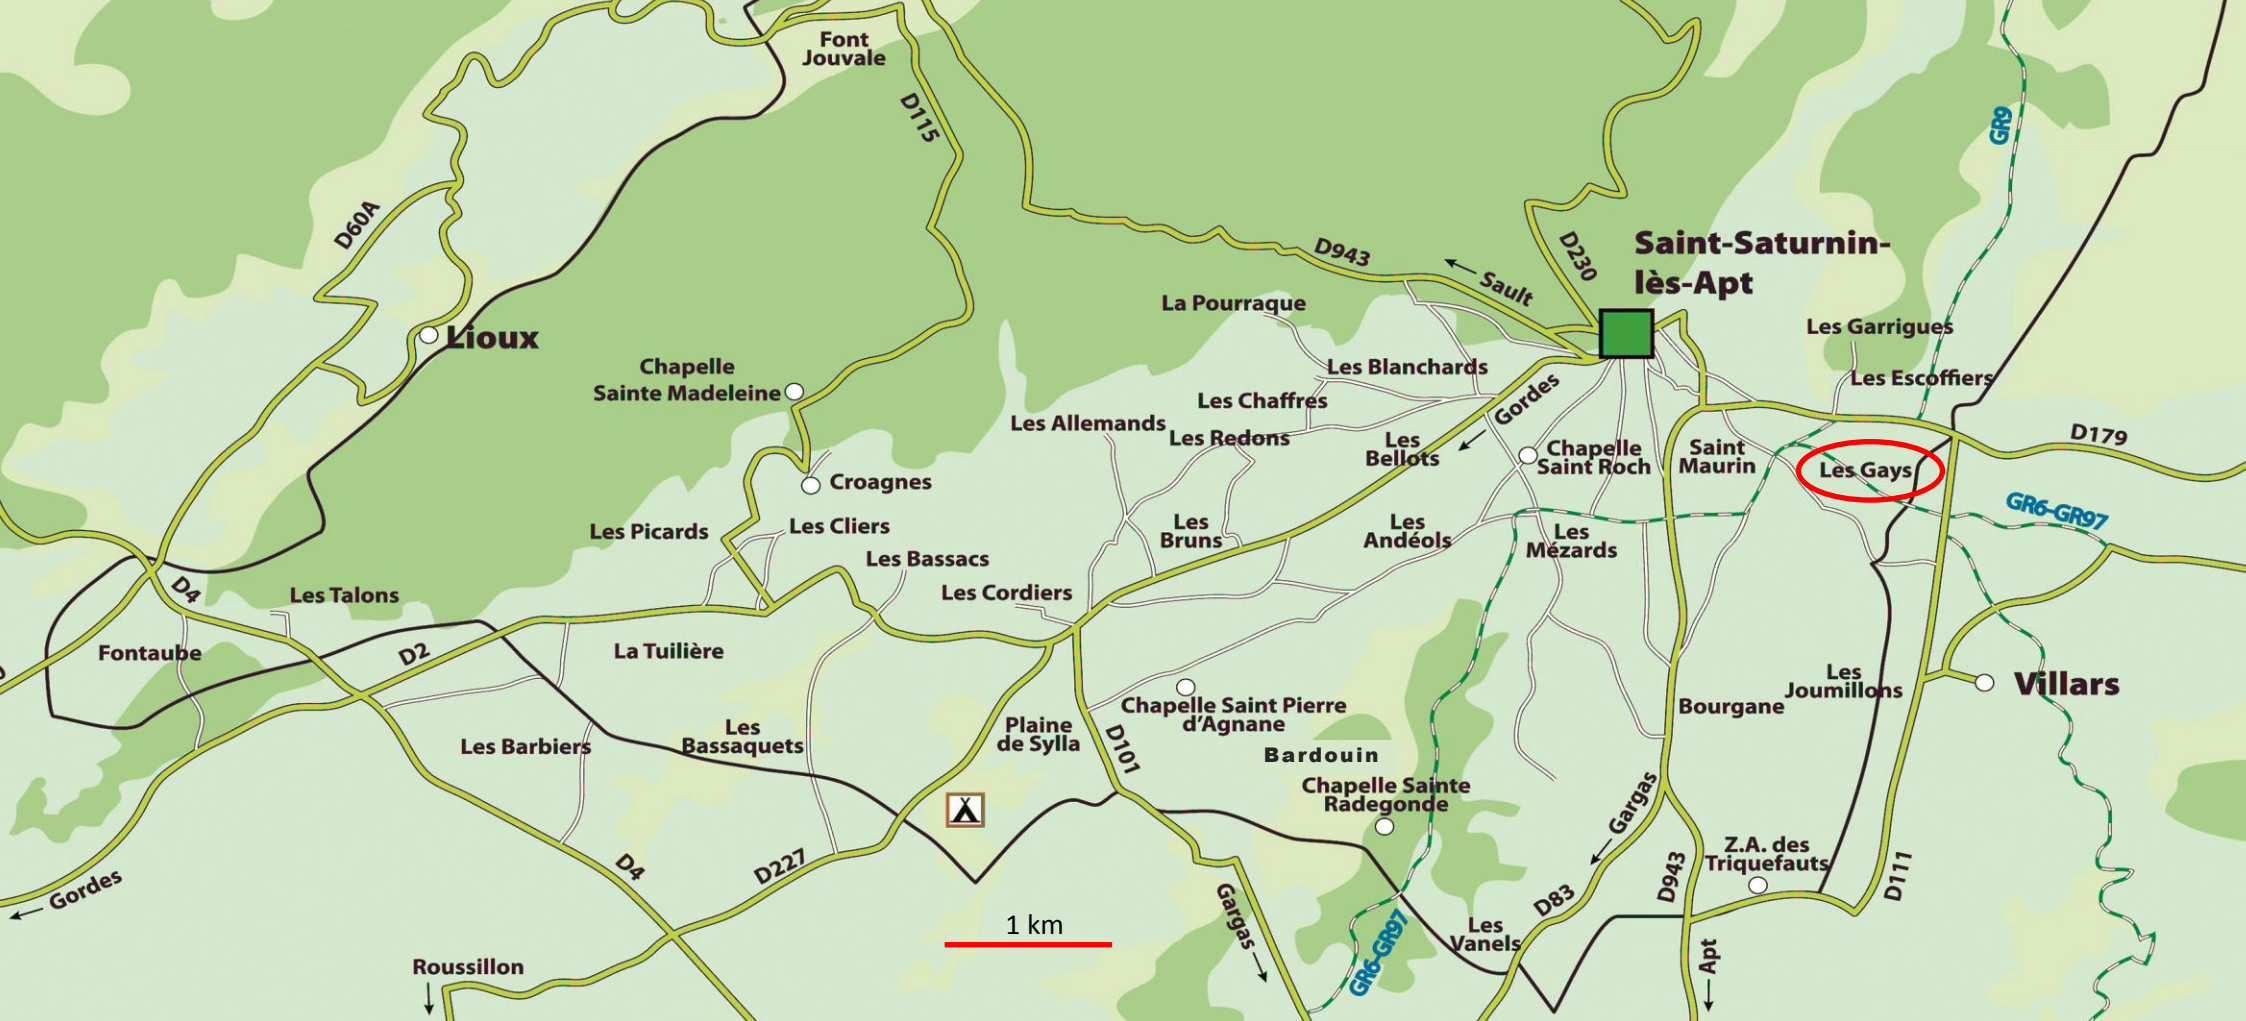 Font
Jouvale
D115
GR9
D60A
D943
Sault
D230
Saint-Saturnin-
lès-Apt
La Pourraque
Les Garrigues
Lioux
Chapelle
Sainte Madeleine
Les Blanchards
Les Escoffiers
Les Chaffres
Gordes
Les Allemands
Les Redons
Les
Bellots
Chapelle
Saint Roch
Saint
Maurin
D179
Les Gays
Croagnes
GR6-GR97
Les Picards
Les Cliers
Les
Bruns
Les
Andéols
Les
Mézards
Les Bassacs
D4
Les Talons
Les Cordiers
Fontaube
D2
La Tuilière
Chapelle Saint Pierre
d'Agnane
Les
Joumillons
Villars
Bourgane
Les Barbiers
Les
Bassaquets
Plaine
de Sylla
D101
Bardouin
Chapelle Sainte
Radegonde
Gargas
Z.A. des
Triquefauts
D943
D111
Gordes
D4
D227
1 km
Gargas
D83
GR6-GR97
Les
Vanels
Apt
Roussillon